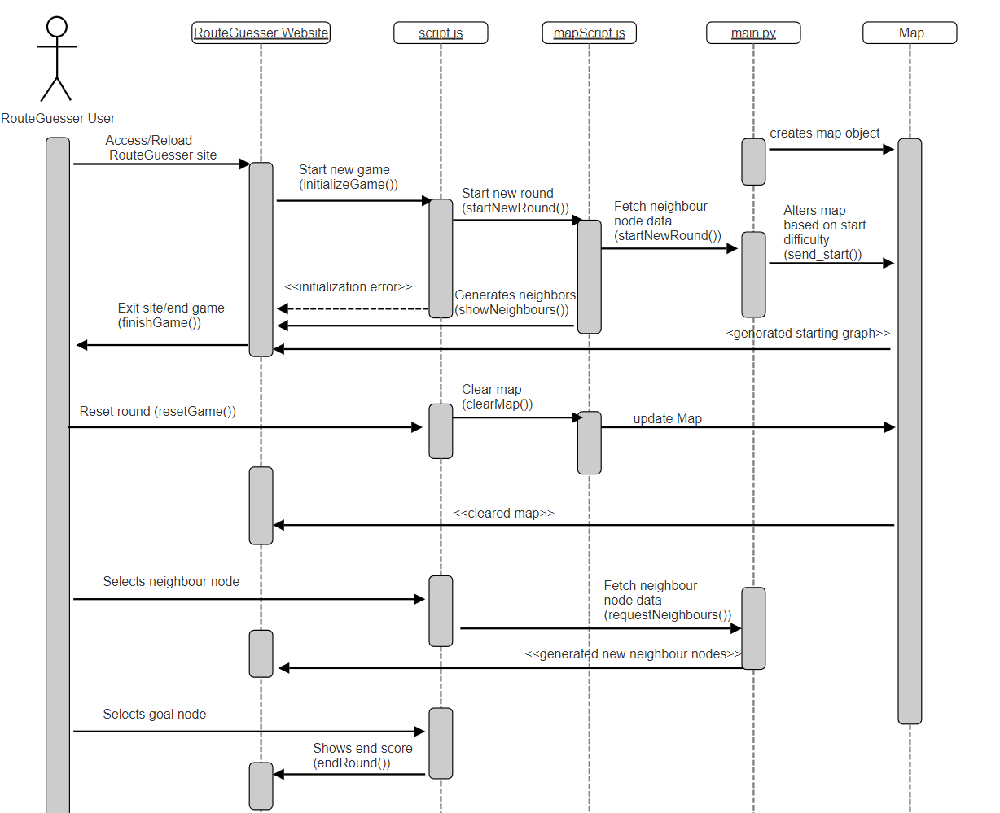 RouteGuesser Website
script.js
mapScript.js
main.py
:Map
RouteGuesser User
Access/Reload
RouteGuesser site
creates map object
Start new game
(initializeGame())
Start new round
(startNewRound())
Fetch neighbour
node data
(startNewRound())
Alters map
based on start
difficulty
(send_start())
<<initialization error>>
Generates neighbors
(showNeighbours())
Exit site/end game
(finishGame())
<generated starting graph>>
Clear map
(clearMap())
Reset round (resetGame())
update Map
<<cleared map>>
Selects neighbour node
Fetch neighbour
node data
(requestNeighbours())
<<generated new neighbour nodes>>
Selects goal node
Shows end score
(endRound())